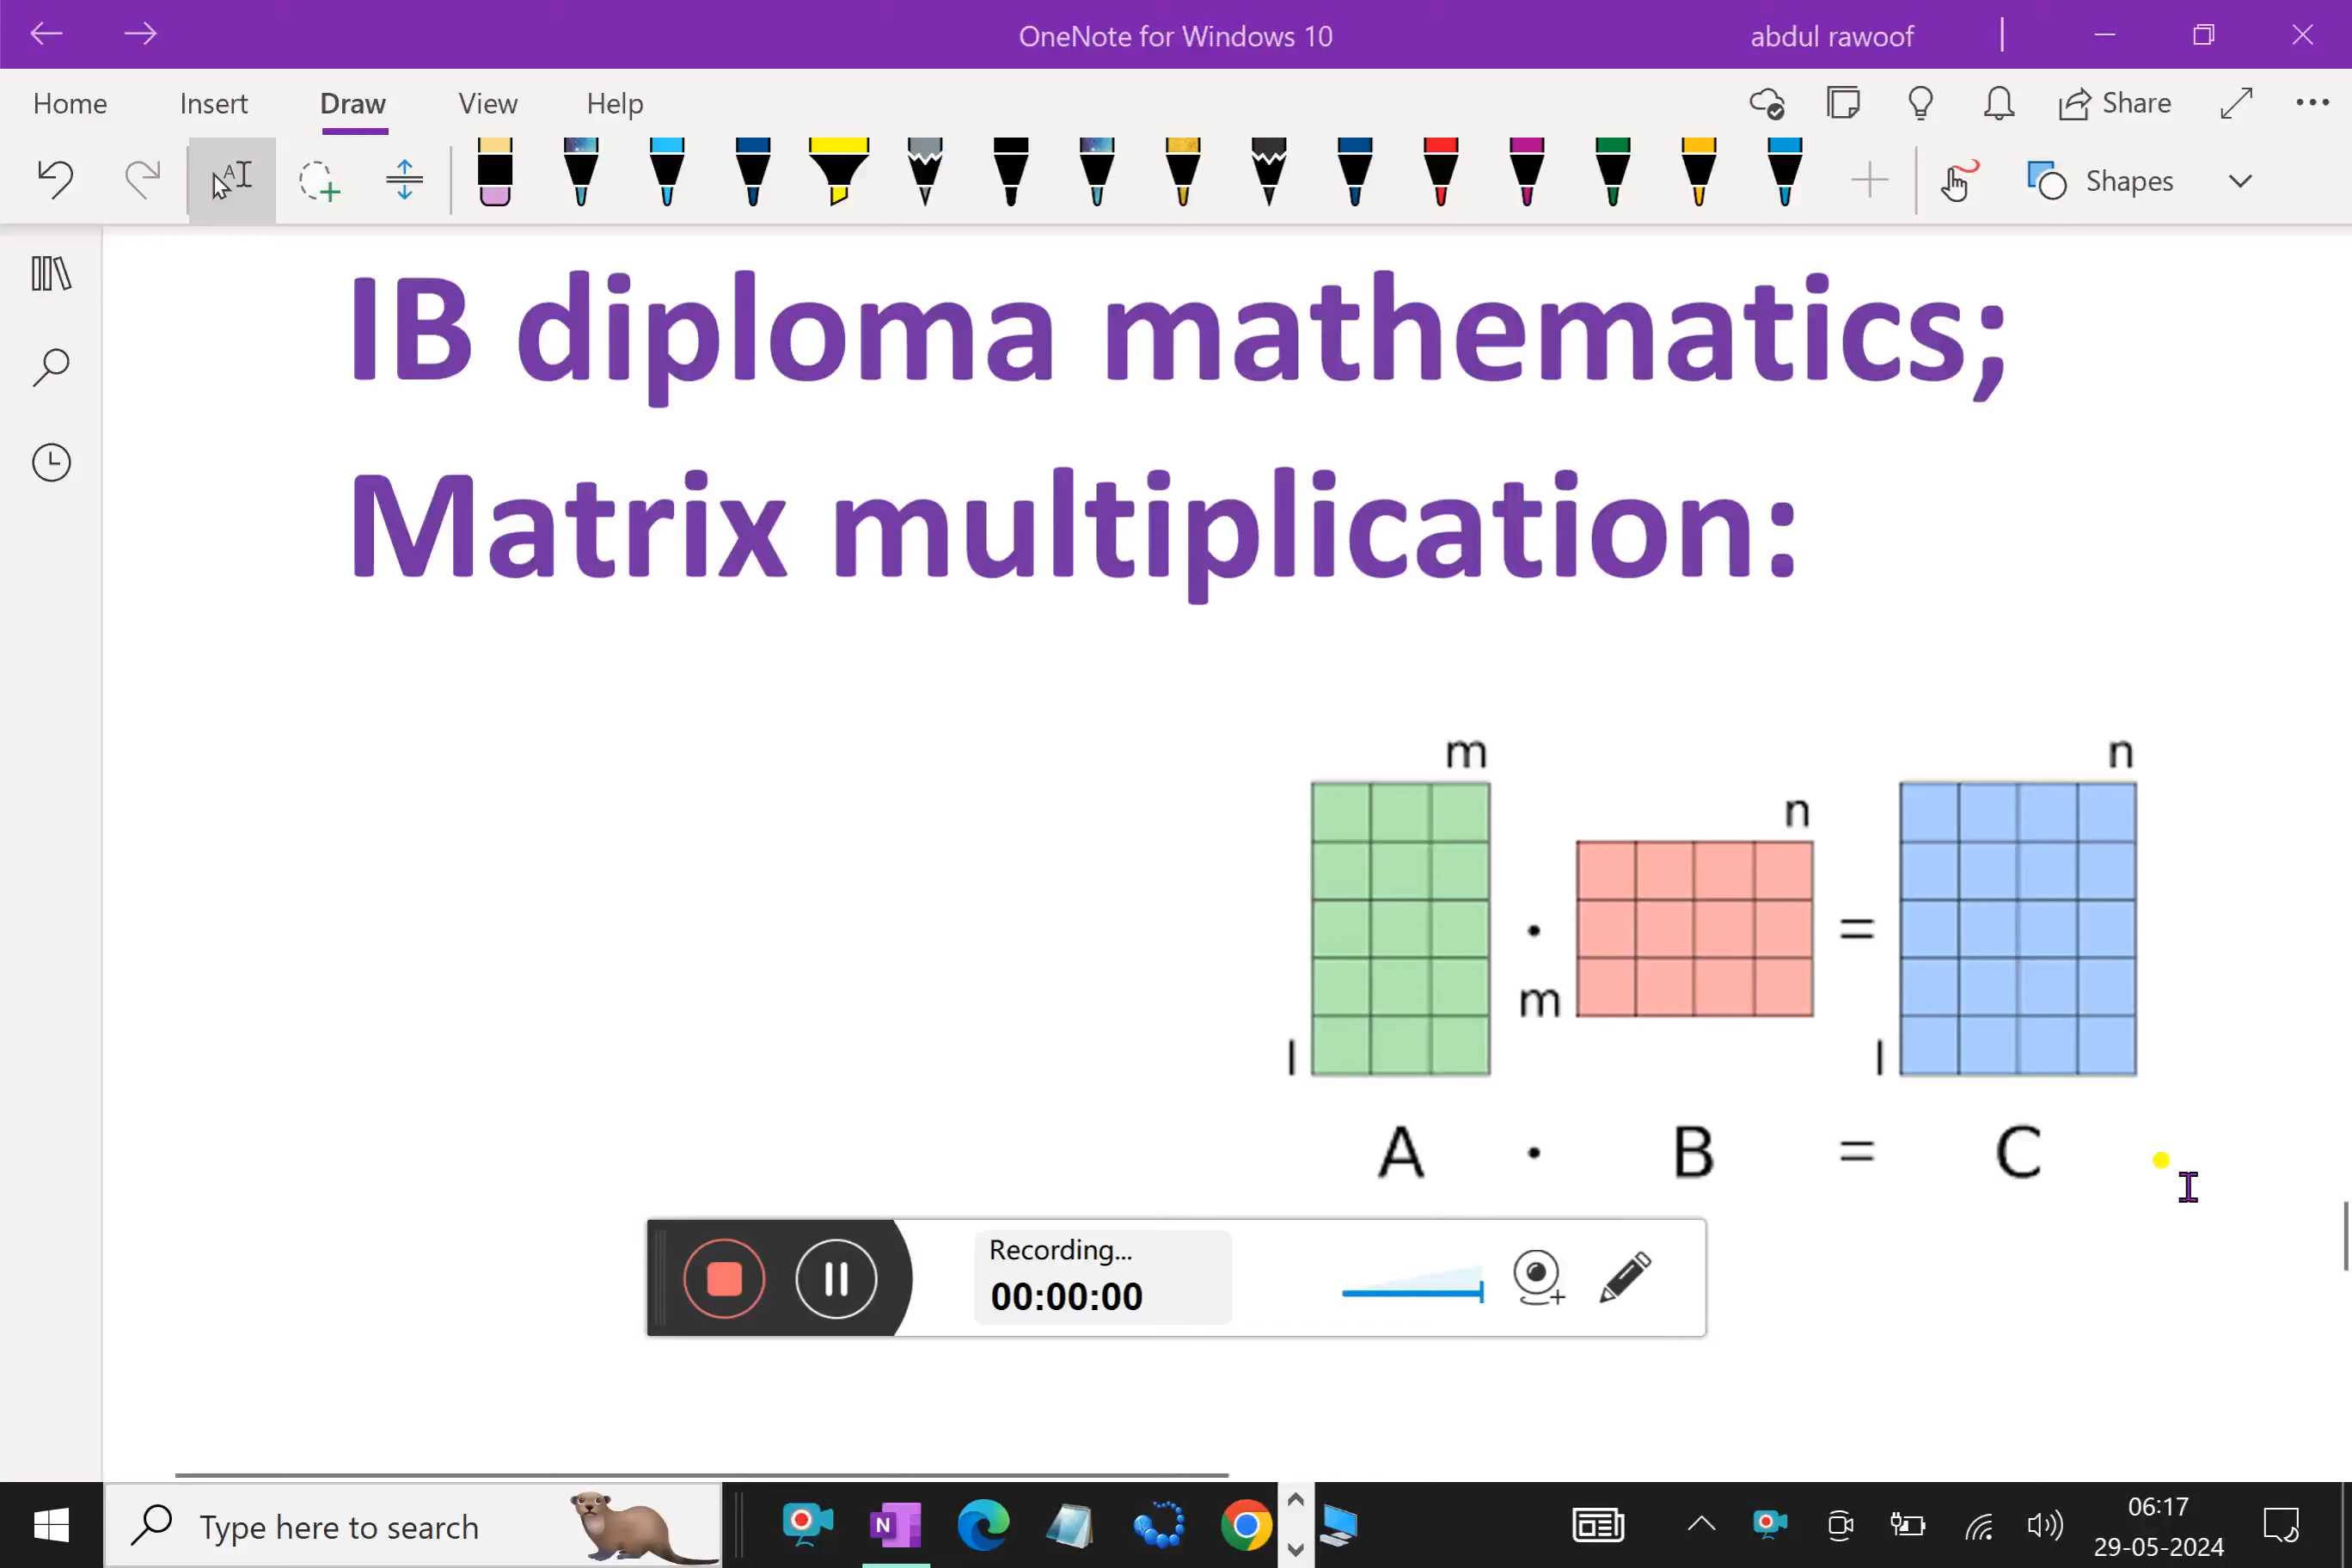 OneNote for Windows 10
abdul rawoof
Home Insert Draw View Help
Share
Shapes
IB diploma mathematics;
Matrix multiplication:
m
n
n
m
l
l
A · B = C
Recording...
00:00:00
Type here to search
06:17
29-05-2024